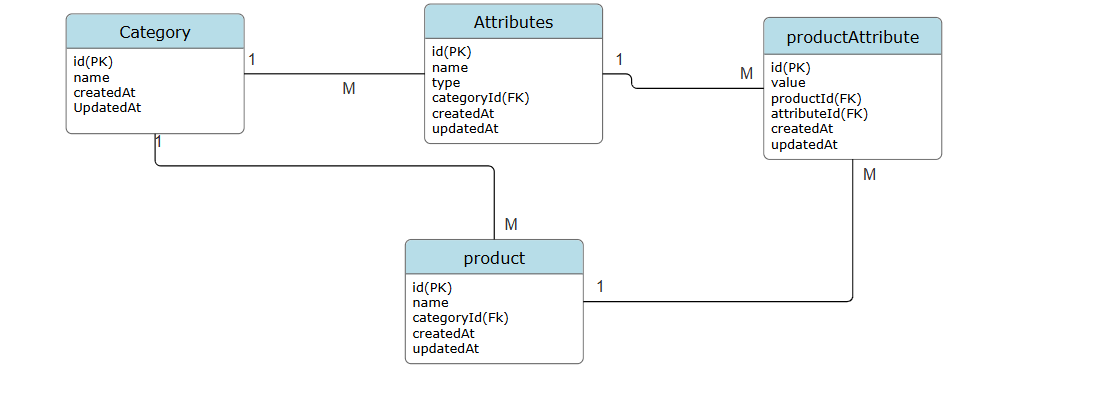 Category
id(PK)
name
createdAt
UpdatedAt
1
M
Attributes
id(PK)
name
type
categoryId(FK)
createdAt
updatedAt
1
M
productAttribute
id(PK)
value
productId(FK)
attributeId(FK)
createdAt
updatedAt
1
M
M
product
id(PK)
name
categoryId(Fk)
createdAt
updatedAt
1